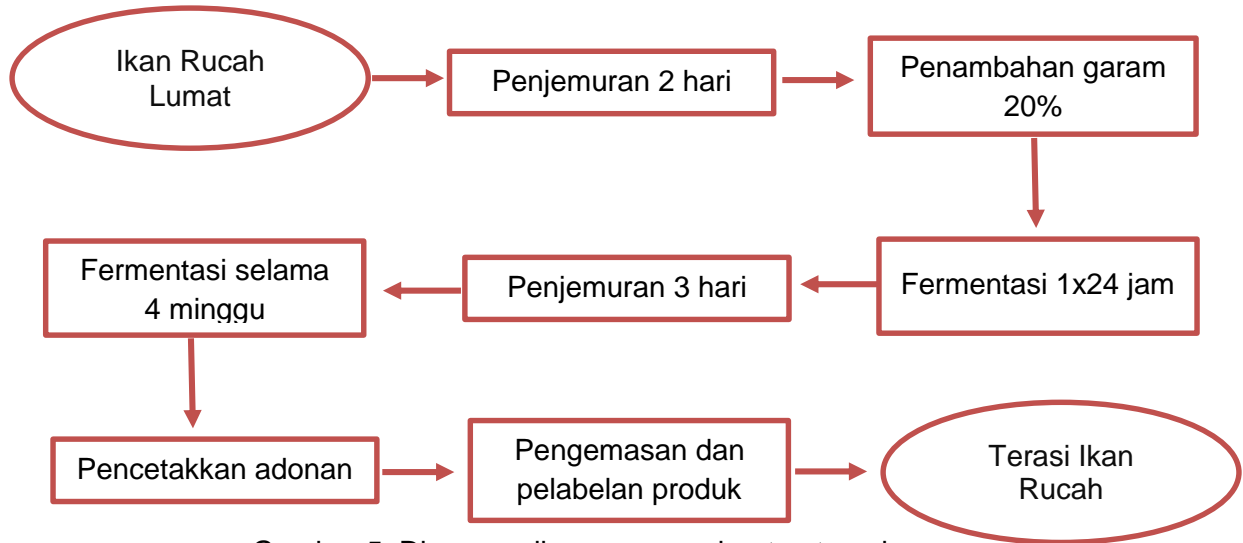 Ikan Rucah
Lumat
Penjemuran 2 hari
Penambahan garam
20%
Fermentasi 1x24 jam
Penjemuran 3 hari
Fermentasi selama
4 minggu
Pencetakkan adonan
Pengemasan dan
pelabelan produk
Terasi Ikan
Rucah